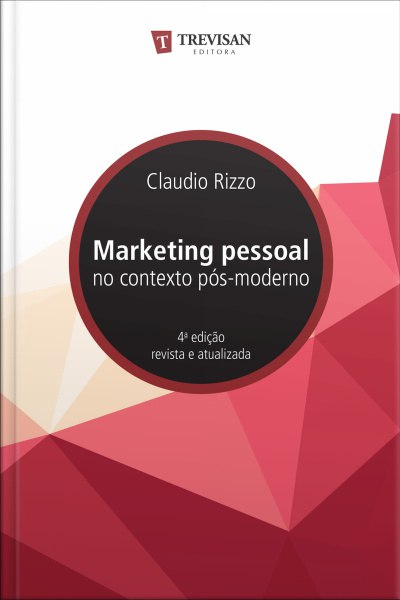 T TREVISAN
EDITORA
Claudio Rizzo
Marketing pessoal
no contexto pós-moderno
4ª edição
revista e atualizada